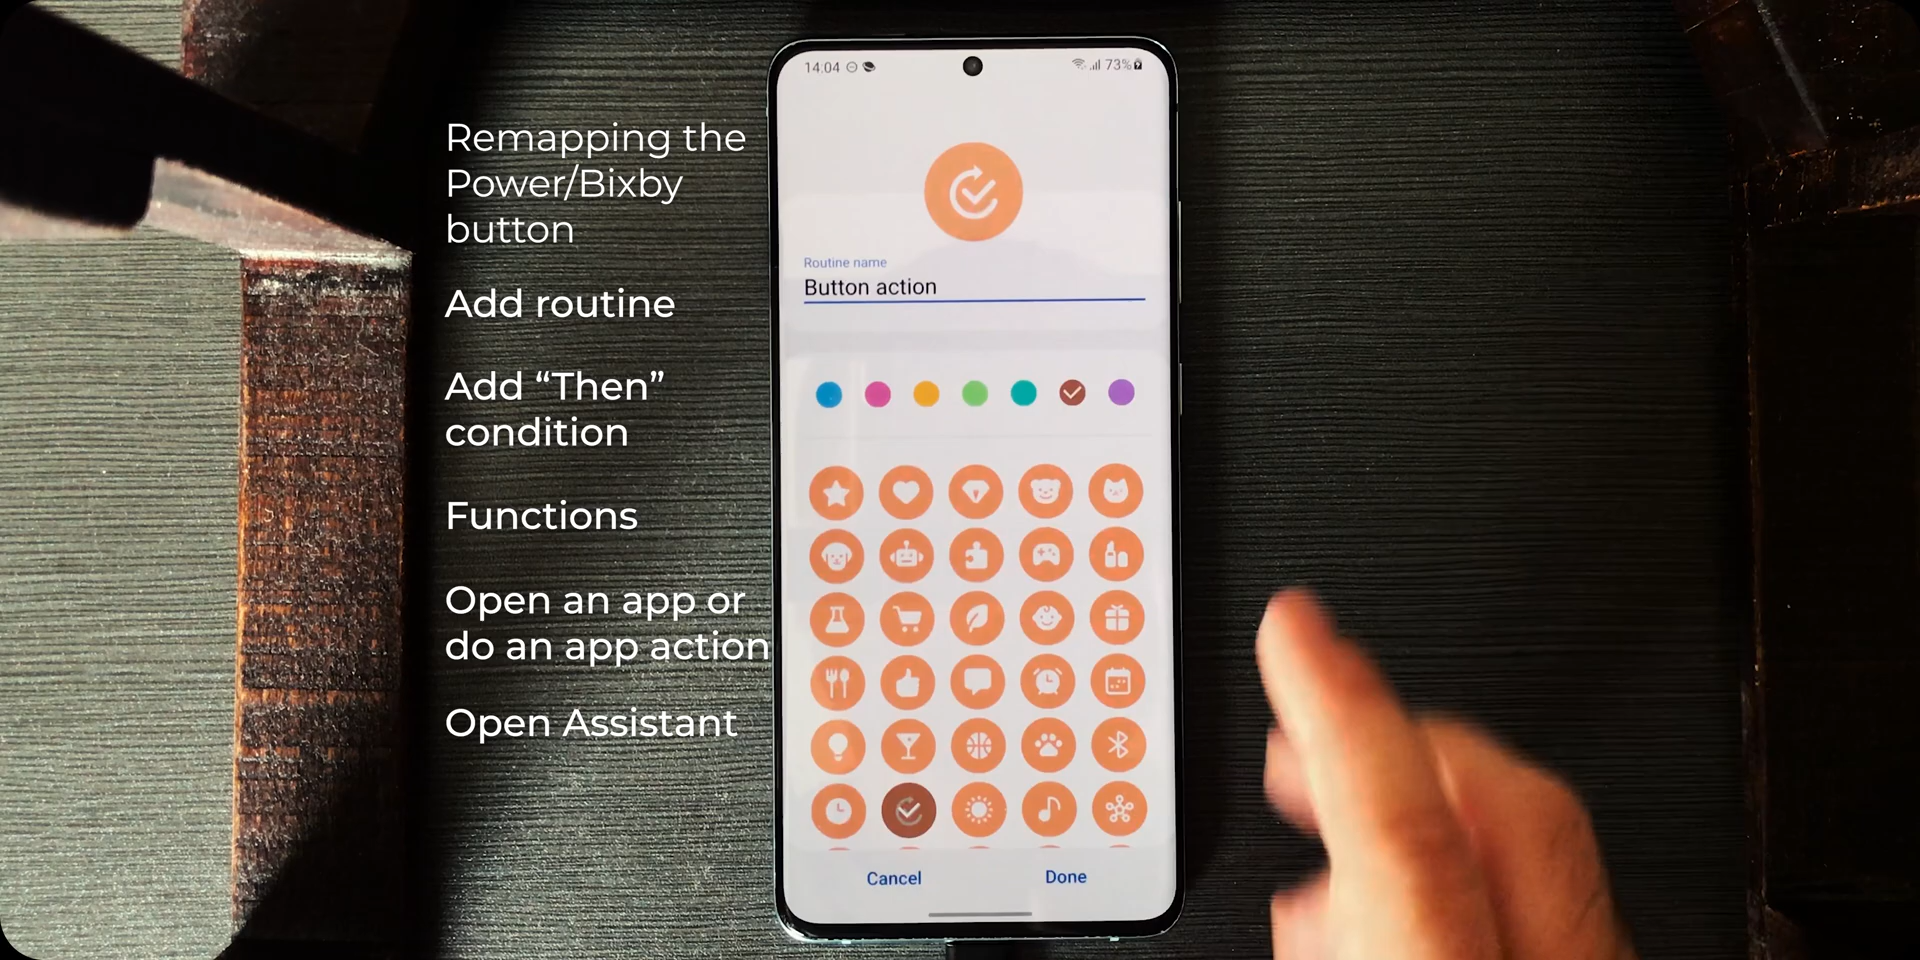 Remapping the
Power/Bixby
button
Add routine
Add “Then”
condition
Functions
Open an app or
do an app action
Open Assistant
14:04
73%
Routine name
Button action
Cancel
Done